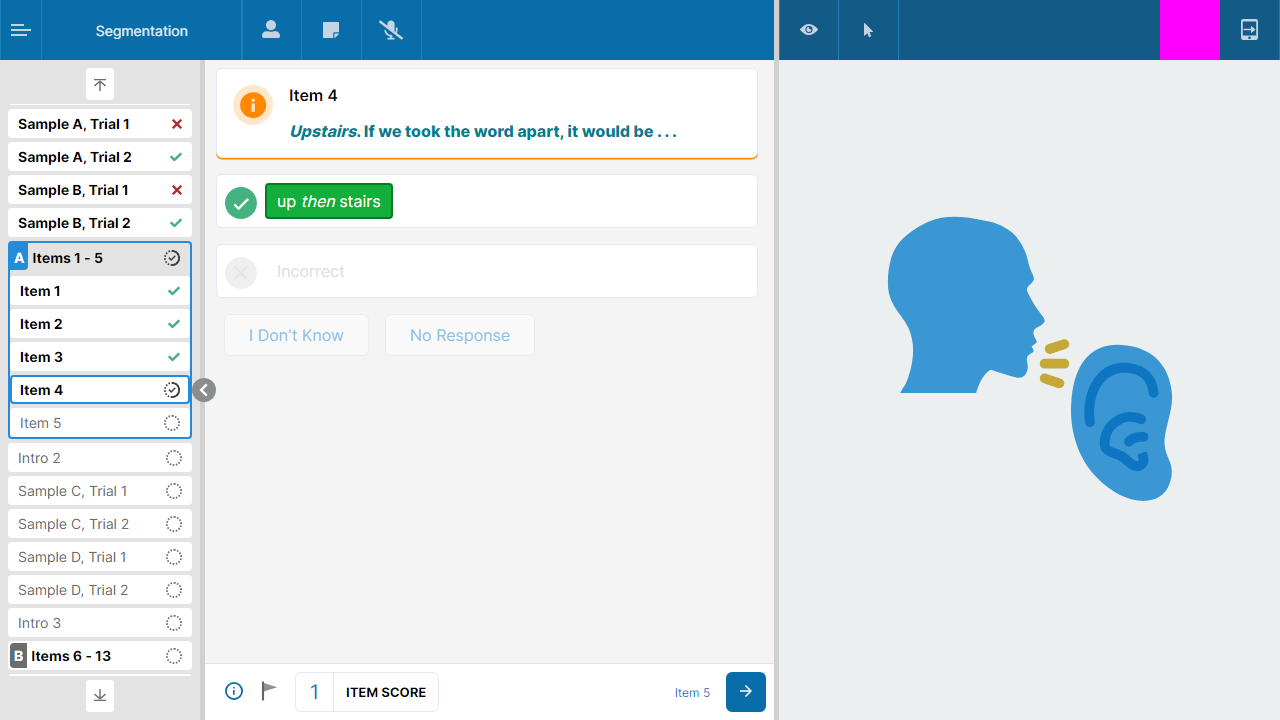 Segmentation
Sample A, Trial 1
Sample A, Trial 2
Sample B, Trial 1
Sample B, Trial 2
A Items 1 - 5
Item 1
Item 2
Item 3
Item 4
Item 5
Intro 2
Sample C, Trial 1
Sample C, Trial 2
Sample D, Trial 1
Sample D, Trial 2
Intro 3
B Items 6 - 13
Item 4
Upstairs. If we took the word apart, it would be . . .
up then stairs
Incorrect
I Don't Know
No Response
1 ITEM SCORE
Item 5